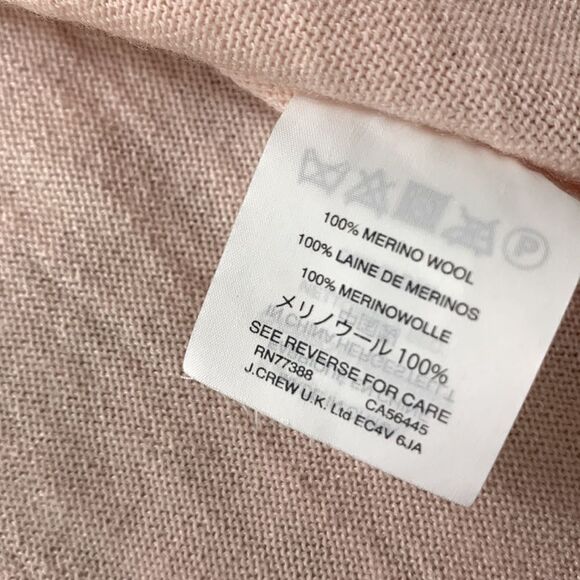 P
100% MERINO WOOL
100% LAINE DE MERINOS
100% MERINOWOLLE
メリノウール 100%
SEE REVERSE FOR CARE
RN77388 CA56445
J.CREW U.K. Ltd EC4V 6JA